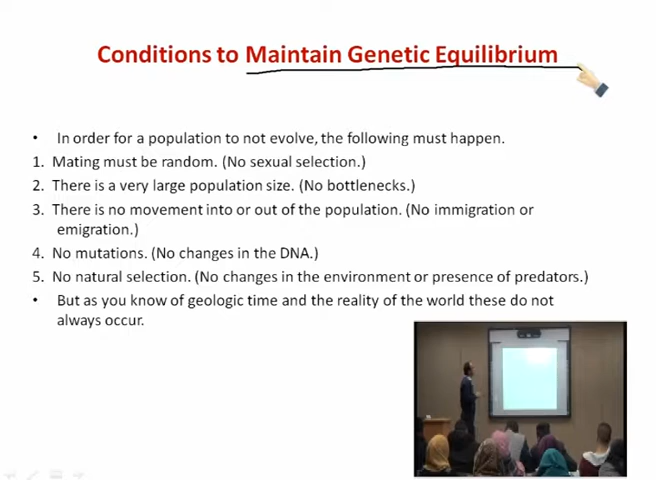 Conditions to Maintain Genetic Equilibrium
• In order for a population to not evolve, the following must happen.
1. Mating must be random. (No sexual selection.)
2. There is a very large population size. (No bottlenecks.)
3. There is no movement into or out of the population. (No immigration or
emigration.)
4. No mutations. (No changes in the DNA.)
5. No natural selection. (No changes in the environment or presence of predators.)
• But as you know of geologic time and the reality of the world these do not
always occur.